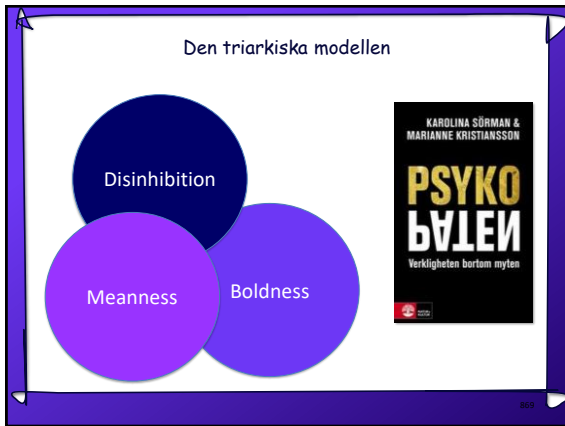 Den triarkiska modellen
Disinhibition
Meanness
Boldness
KAROLINA SÖRMAN &
MARIANNE KRISTIANSSON
PSYKO
PATEN
Verkligheten bortom myten